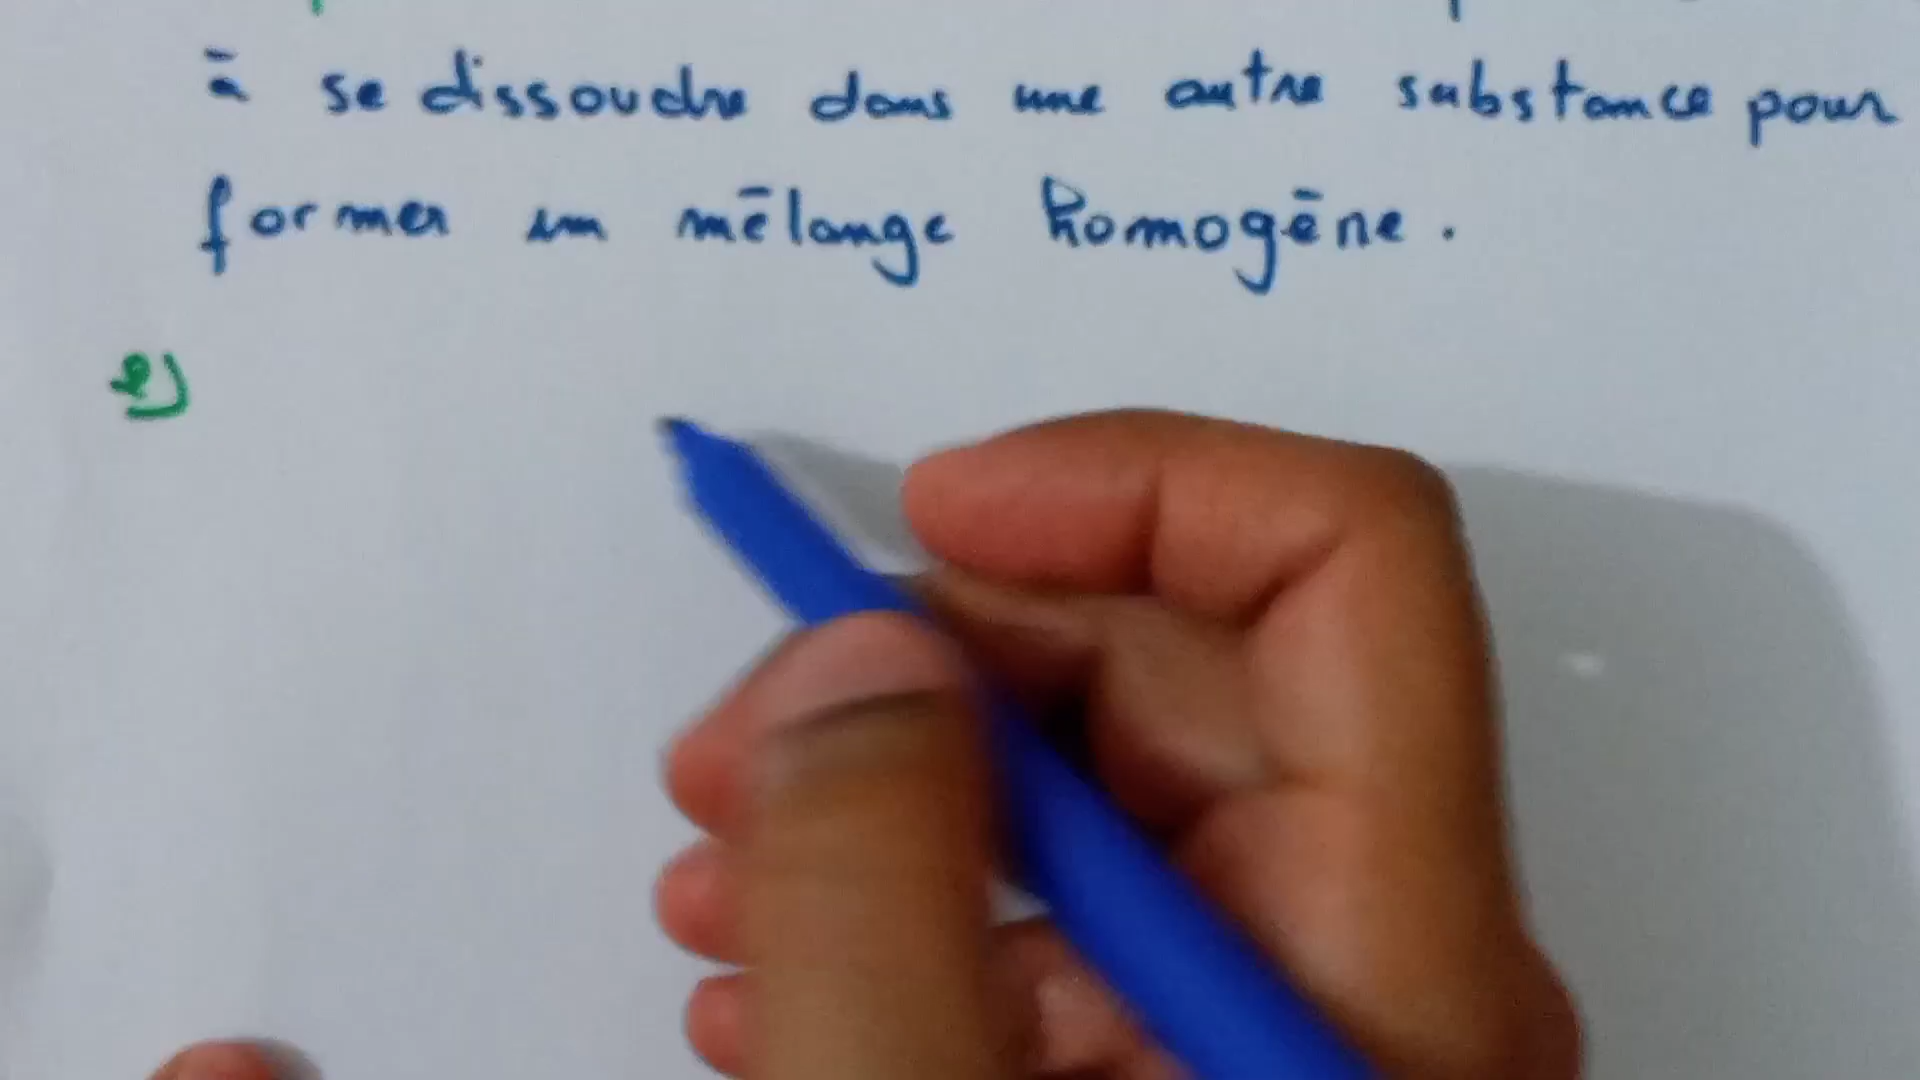 à se dissoudre dans une autre substance pour
former un mélange homogène.
2)